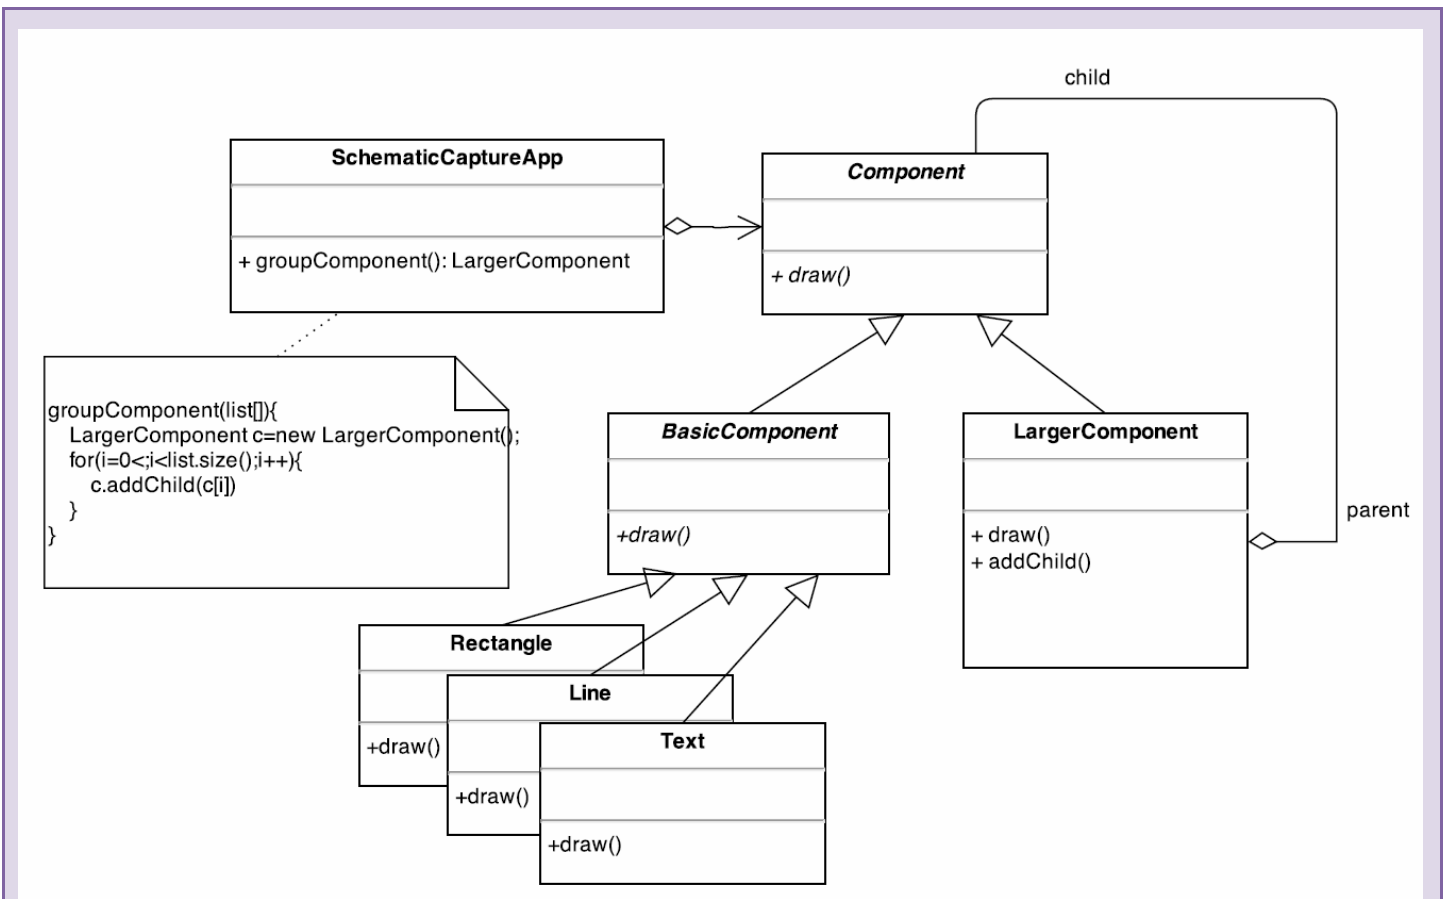 child
SchematicCaptureApp
+ groupComponent(): LargerComponent
Component
+ draw()
groupComponent(list[]){
LargerComponent c=new LargerComponent();
for(i=0<;i<list.size();i++){
c.addChild(c[i])
}
}
BasicComponent
+draw()
LargerComponent
+ draw()
+ addChild()
parent
Rectangle
+draw()
Line
+draw()
Text
+draw()